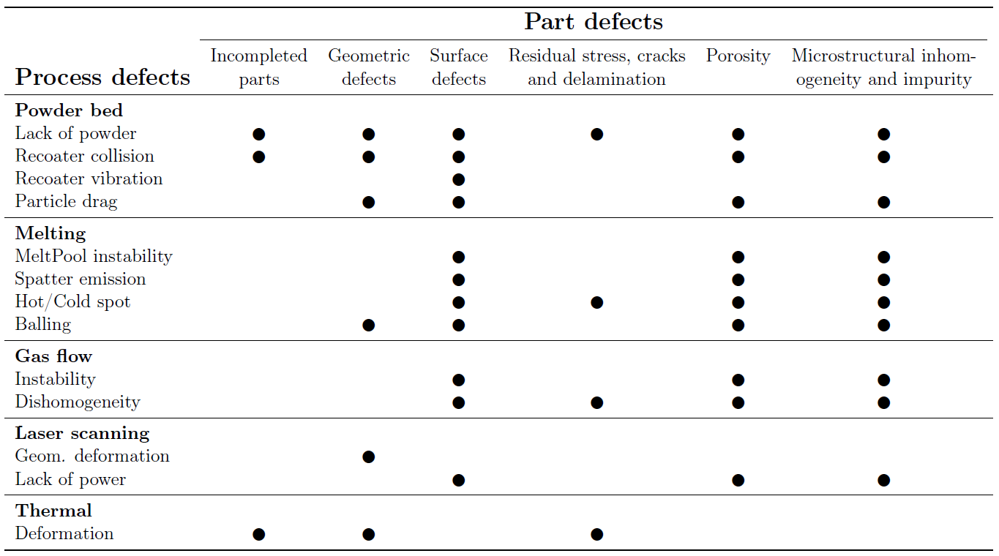 Part defects
Incompleted Geometric Surface Residual stress, cracks Porosity Microstructural inhom-
Process defects parts defects defects and delamination ogeneity and impurity
Powder bed
Lack of powder ● ● ● ● ● ●
Recoater collision ● ● ● ● ●
Recoater vibration ●
Particle drag ● ● ● ●
Melting
MeltPool instability ● ● ●
Spatter emission ● ● ●
Hot/Cold spot ● ● ● ●
Balling ● ● ● ●
Gas flow
Instability ● ● ●
Dishomogeneity ● ● ● ●
Laser scanning
Geom. deformation ●
Lack of power ● ● ●
Thermal
Deformation ● ● ●